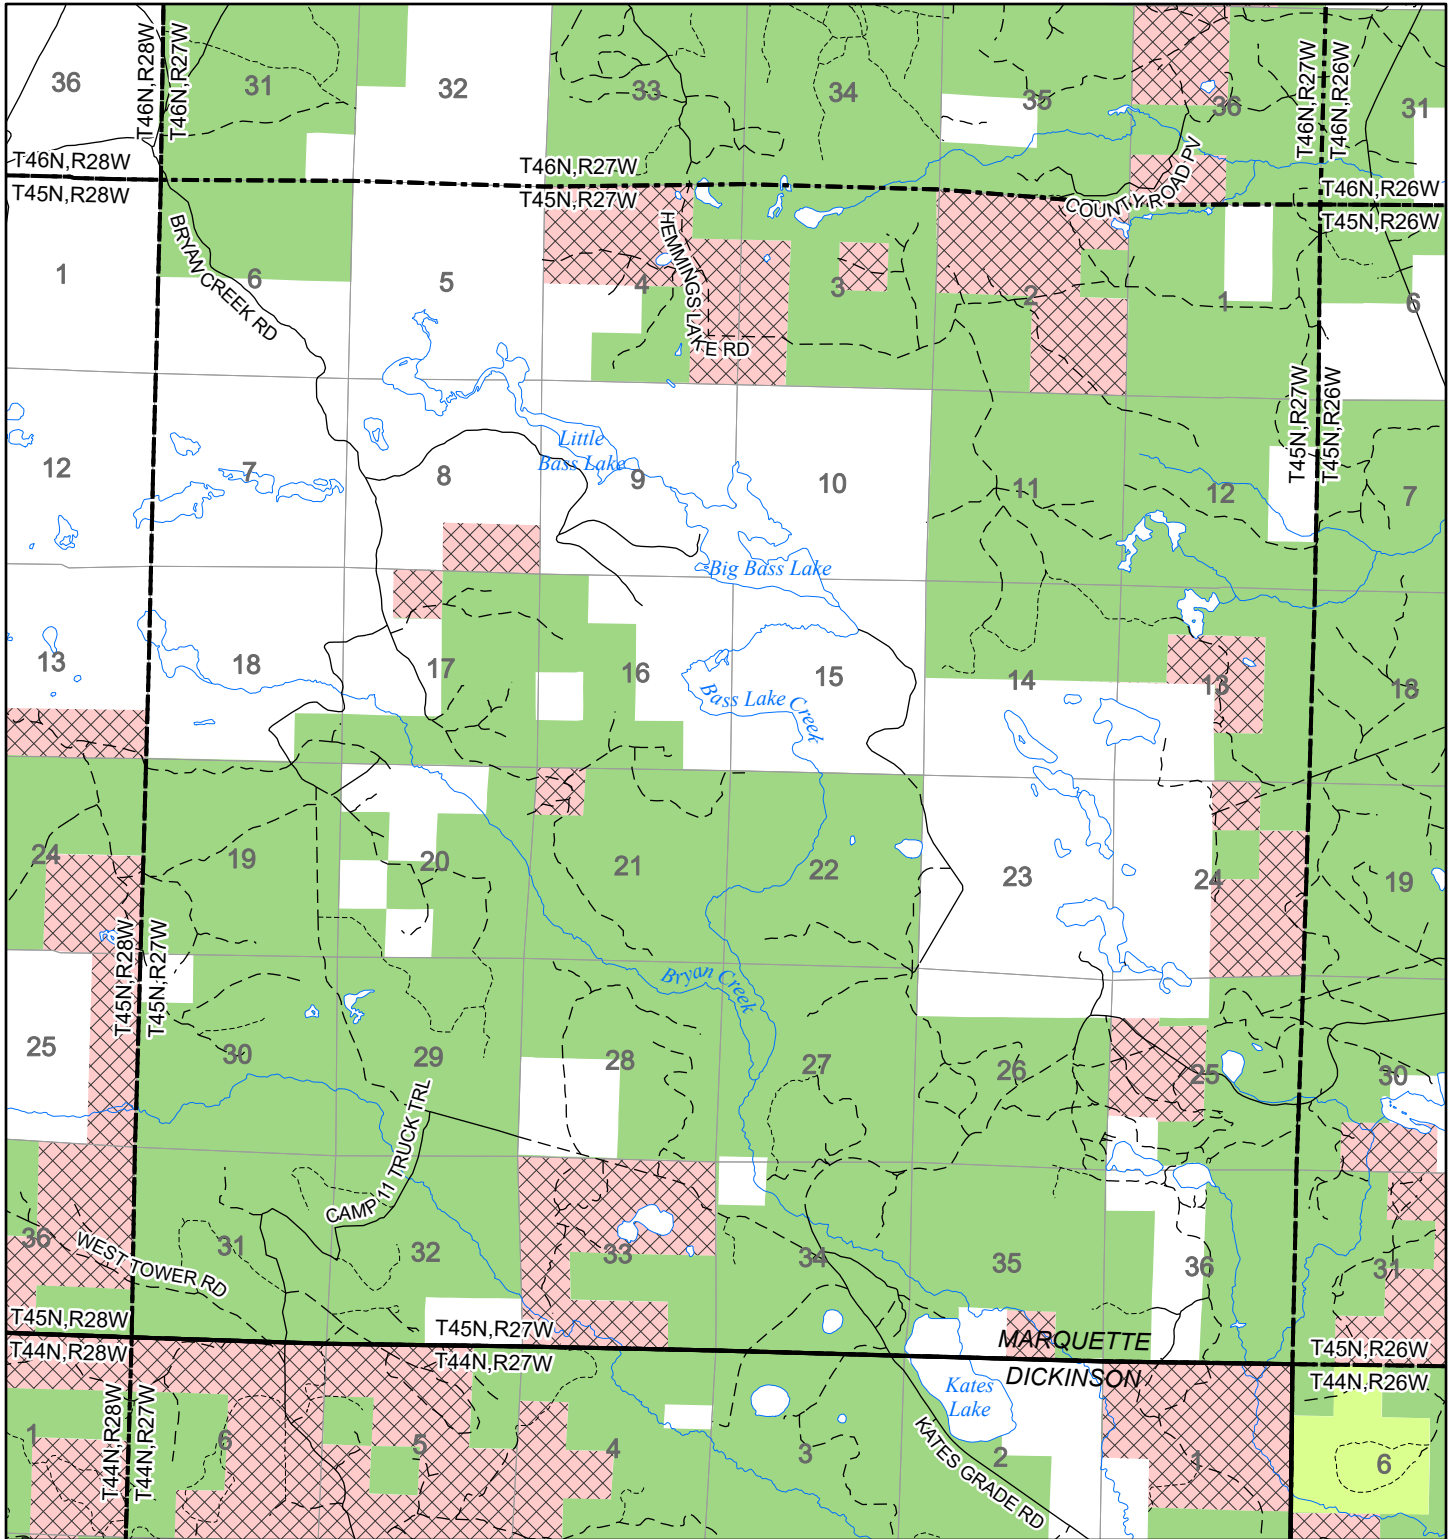 36
31
32
33
34
35
36
31
T46N,R28W
T46N,R27W
T46N,R27W
T46N,R26W
T46N,R28W
T45N,R28W
T46N,R27W
T45N,R27W
T46N,R26W
T45N,R26W
COUNTY ROAD PV
BRYAN CREEK RD
HEMMINGS LAKE RD
1
6
5
4
3
2
1
6
T45N,R27W
T45N,R26W
12
7
8
Little
Bass Lake
9
10
11
12
7
Big Bass Lake
13
18
17
16
15
14
13
18
Bass Lake Creek
24
19
20
21
22
23
24
19
T45N,R28W
T45N,R27W
Bryan Creek
25
30
29
28
27
26
25
30
CAMP 11 TRUCK TRL
36
WEST TOWER RD
31
32
33
34
35
36
31
T45N,R28W
T44N,R28W
T45N,R27W
T44N,R27W
MARQUETTE
DICKINSON
T45N,R26W
T44N,R26W
T44N,R28W
T44N,R27W
Kates
Lake
KATES GRADE RD
1
6
5
4
3
2
1
6